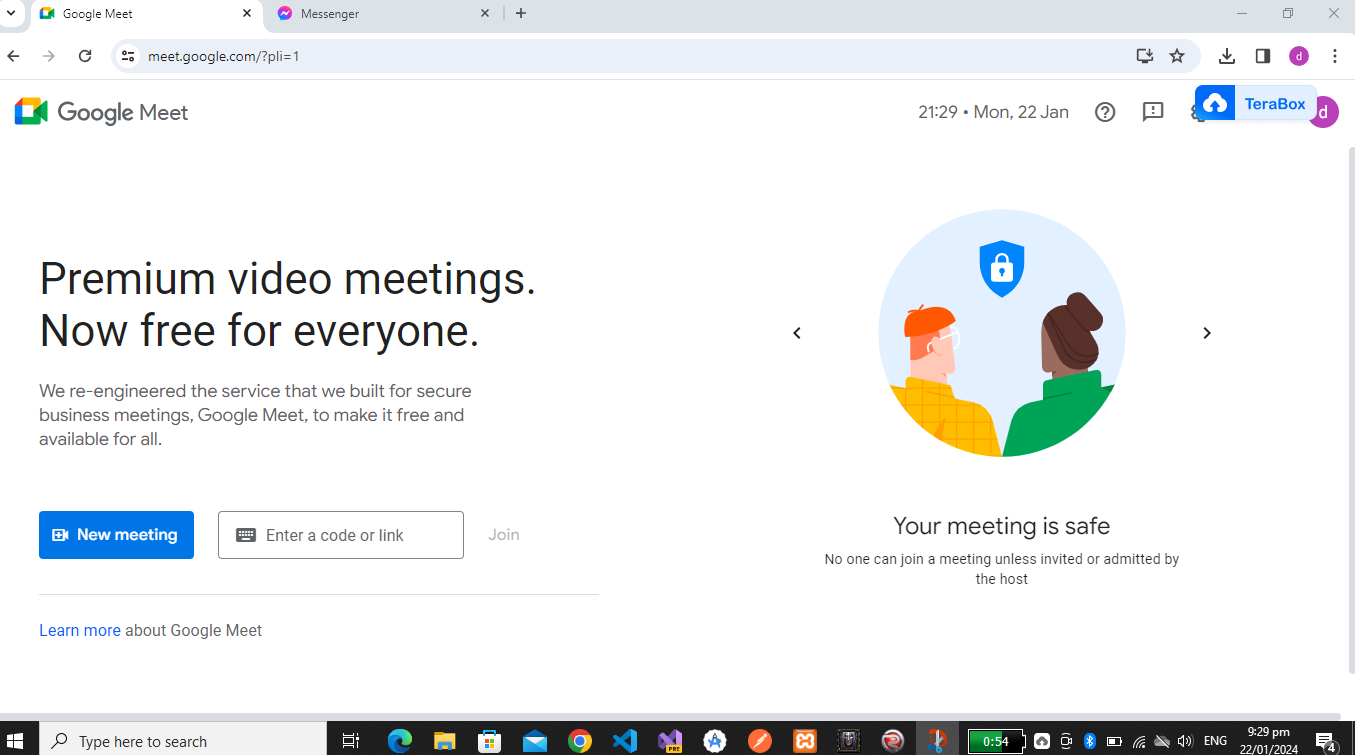 Google Meet
Messenger
meet.google.com/?pli=1
d
Google Meet
21:29 • Mon, 22 Jan
TeraBox
d
Premium video meetings.
Now free for everyone.
We re-engineered the service that we built for secure
business meetings, Google Meet, to make it free and
available for all.
New meeting
Enter a code or link
Join
Learn more about Google Meet
Your meeting is safe
No one can join a meeting unless invited or admitted by
the host
Type here to search
PRE
0:54
ENG
9:29 pm
22/01/2024
4